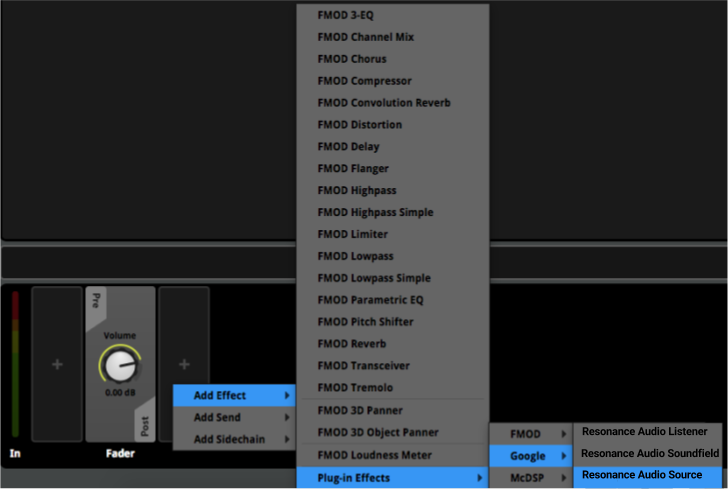 FMOD 3-EQ
FMOD Channel Mix
FMOD Chorus
FMOD Compressor
FMOD Convolution Reverb
FMOD Distortion
FMOD Delay
FMOD Flanger
FMOD Highpass
FMOD Highpass Simple
FMOD Limiter
FMOD Lowpass
FMOD Lowpass Simple
FMOD Parametric EQ
FMOD Pitch Shifter
FMOD Reverb
FMOD Transceiver
FMOD Tremolo
FMOD 3D Panner
FMOD 3D Object Panner
FMOD Loudness Meter
Plug-in Effects
Pre
Volume
0.00 dB
Post
In
Fader
Add Effect
Add Send
Add Sidechain
FMOD
Google
McDSP
Resonance Audio Listener
Resonance Audio Soundfield
Resonance Audio Source